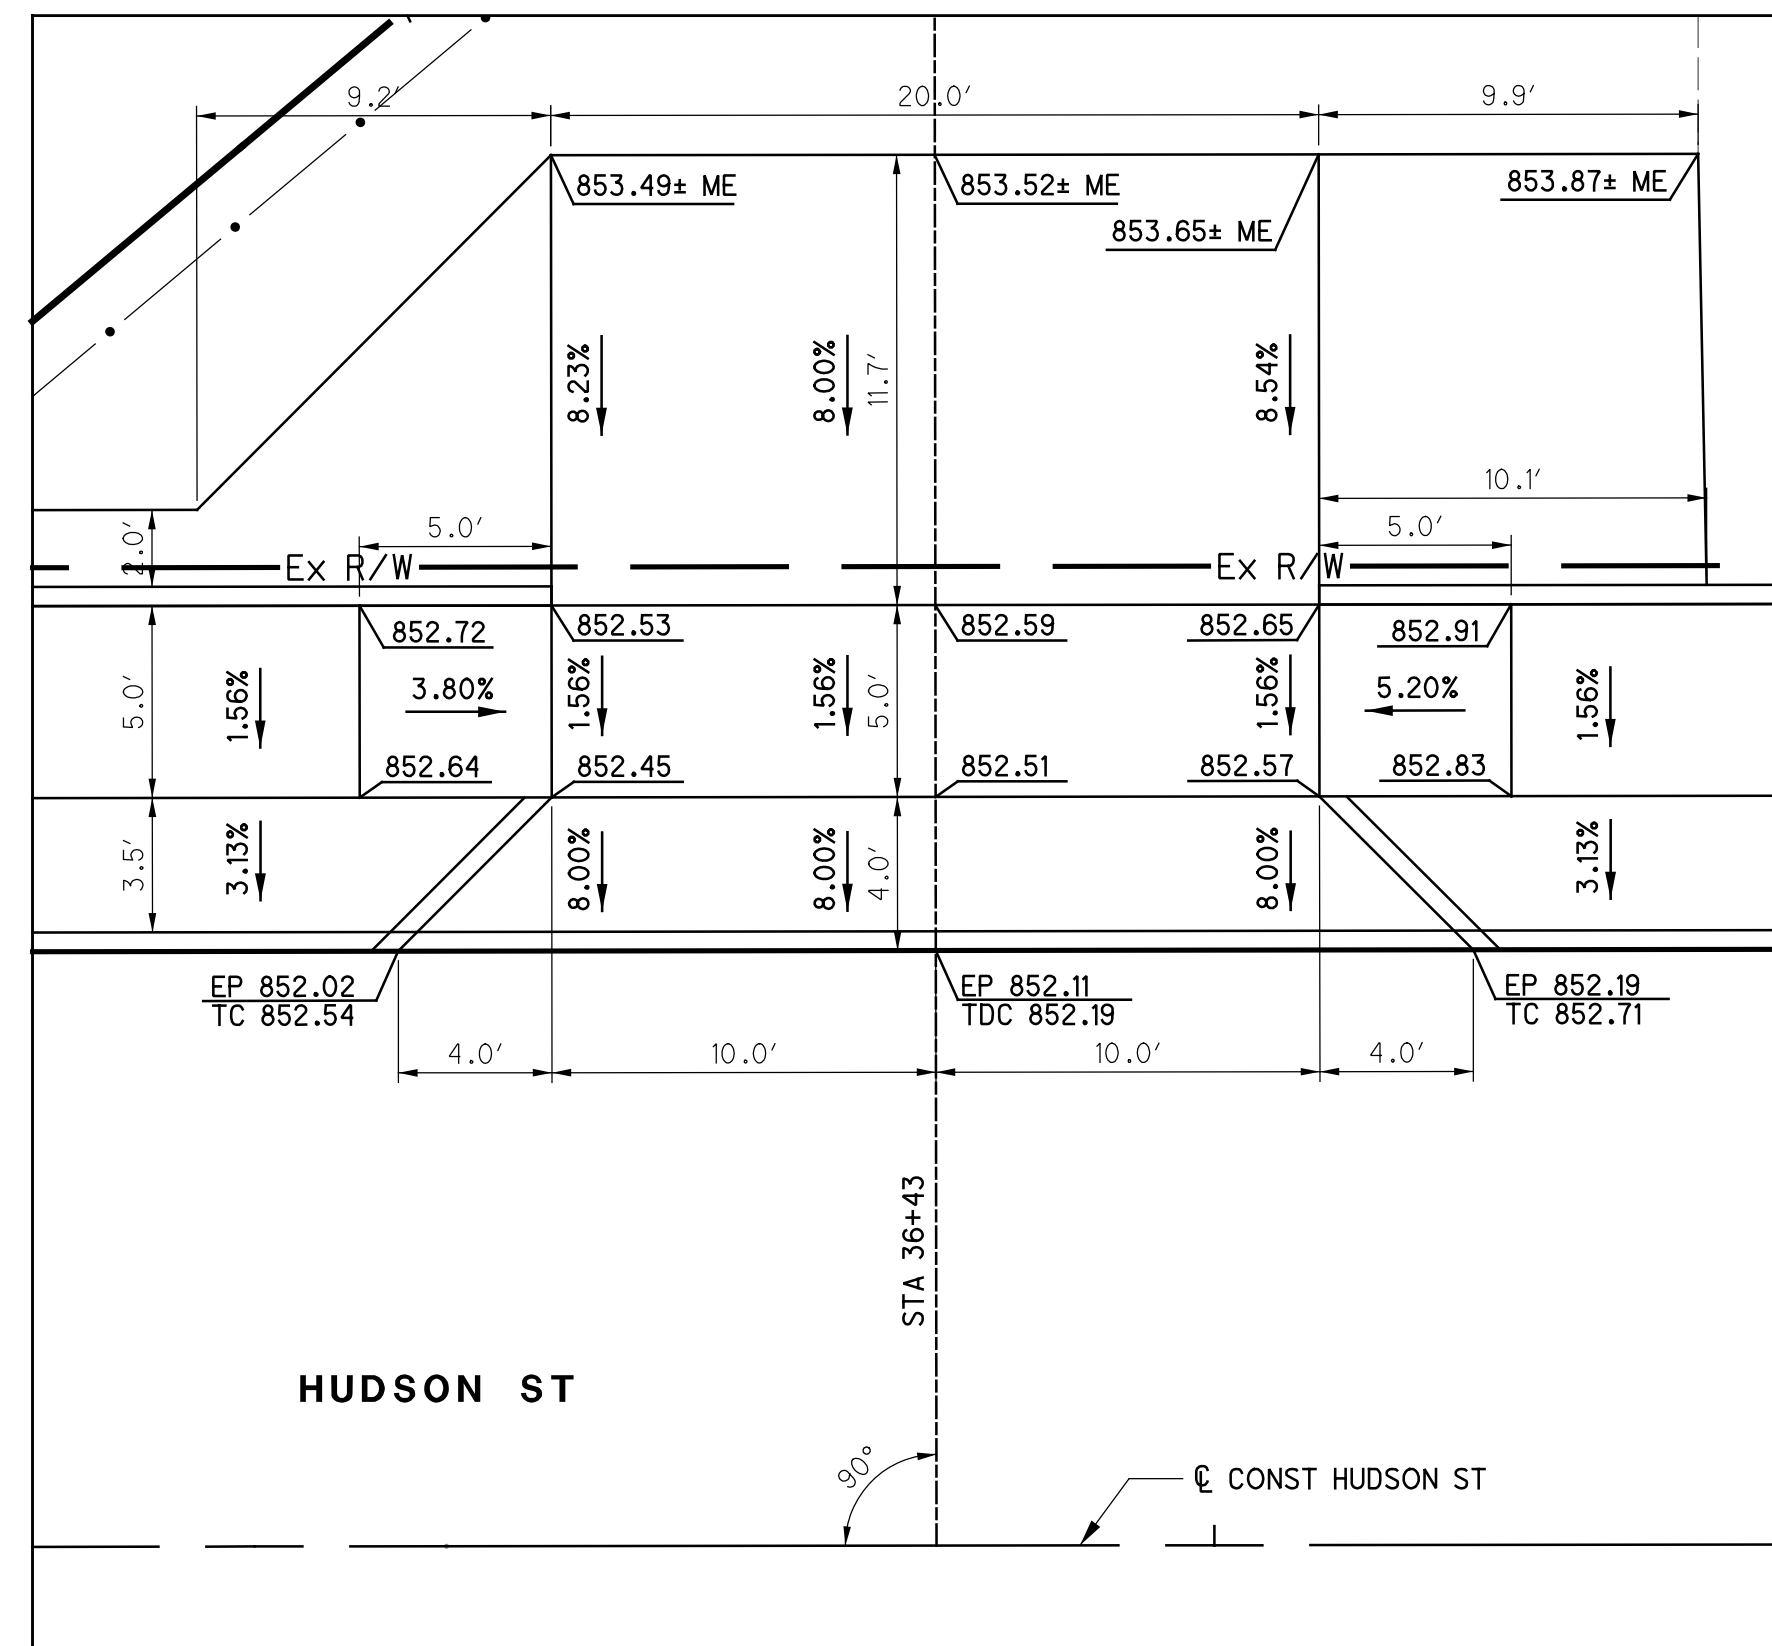 9.2′ 20.0′ 9.9′
853.49± ME 853.52± ME 853.87± ME
853.65± ME
8.23% 8.00% 11.7′ 8.54%
10.1′
2.0′ 5.0′ 5.0′
Ex R/W Ex R/W
852.72 852.53 852.59 852.65 852.91
5.0′ 1.56% 3.80% 1.56% 1.56% 5.0′ 1.56% 5.20% 1.56%
852.64 852.45 852.51 852.57 852.83
3.5′ 3.13% 8.00% 8.00% 4.0′ 8.00% 3.13%
EP 852.02 EP 852.11 EP 852.19
TC 852.54 TDC 852.19 TC 852.71
4.0′ 10.0′ 10.0′ 4.0′
STA 36+43
HUDSON ST
90°
℄ CONST HUDSON ST